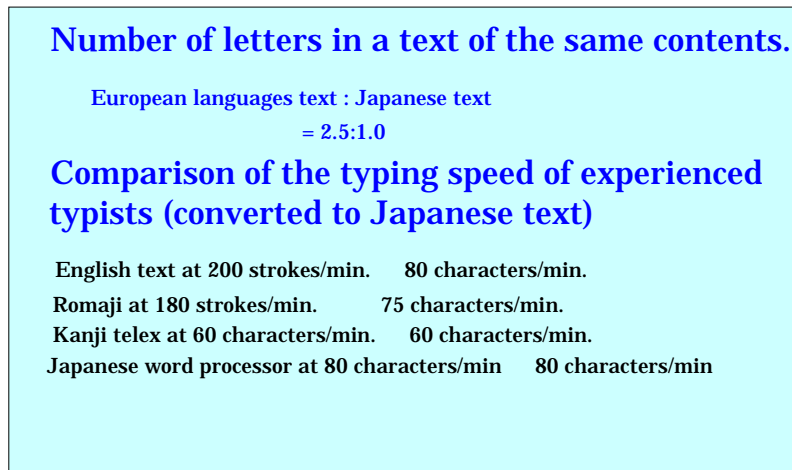 Number of letters in a text of the same contents.
European languages text : Japanese text
= 2.5:1.0
Comparison of the typing speed of experienced
typists (converted to Japanese text)
English text at 200 strokes/min. 80 characters/min.
Romaji at 180 strokes/min. 75 characters/min.
Kanji telex at 60 characters/min. 60 characters/min.
Japanese word processor at 80 characters/min 80 characters/min